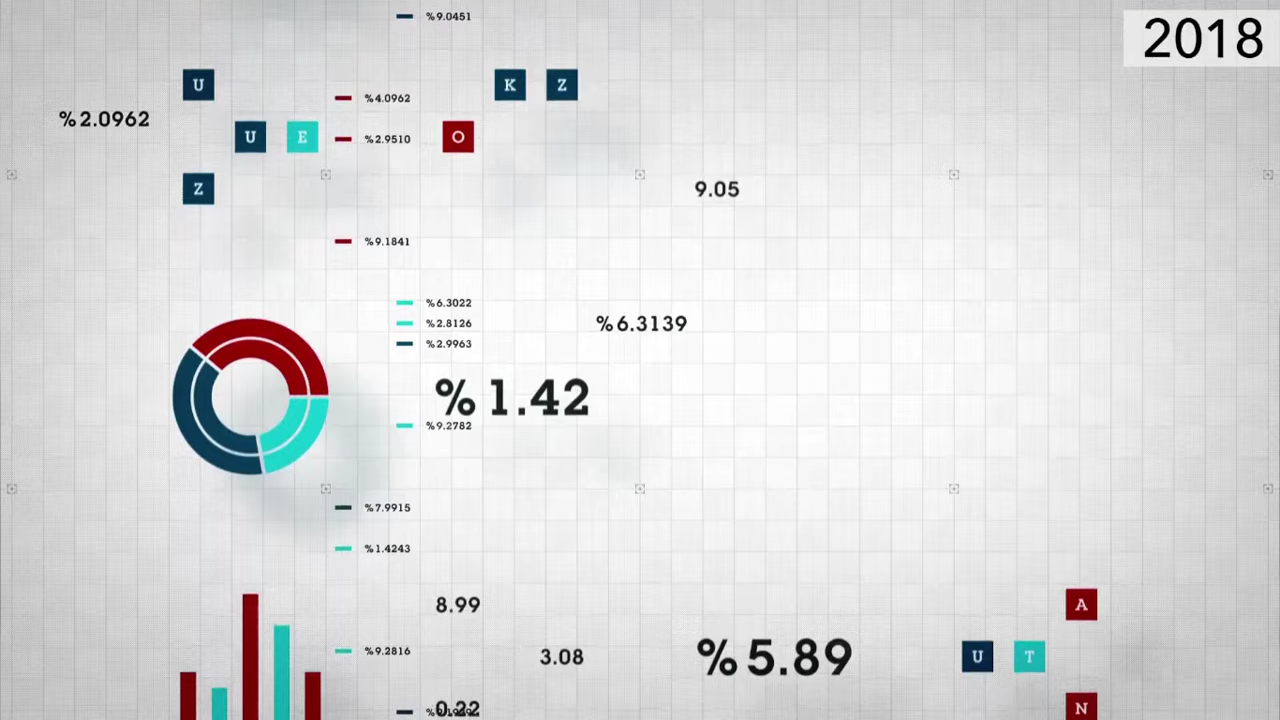 %9.0451
2018
U
K
Z
%4.0962
%2.0962
U
E
%2.9510
O
Z
9.05
%9.1841
%6.3022
%2.8126
%6.3139
%2.9963
%1.42
%9.2782
%7.9915
%1.4243
8.99
A
%9.2816
3.08
%5.89
U
T
0.22
N